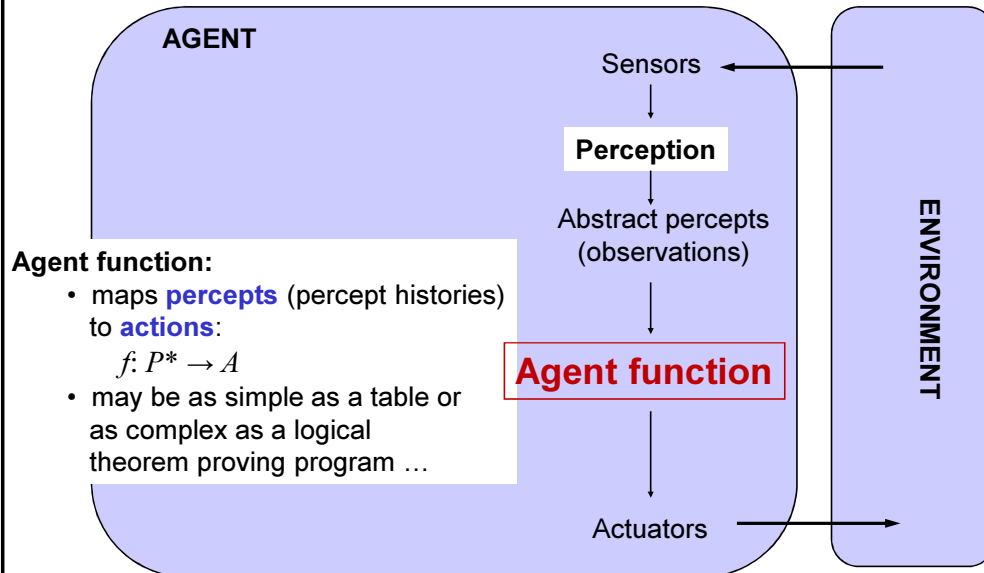 AGENT
Sensors
Perception
Abstract percepts
(observations)
Agent function:
• maps percepts (percept histories)
to actions:
f: P* → A
• may be as simple as a table or
as complex as a logical
theorem proving program …
Agent function
Actuators
ENVIRONMENT